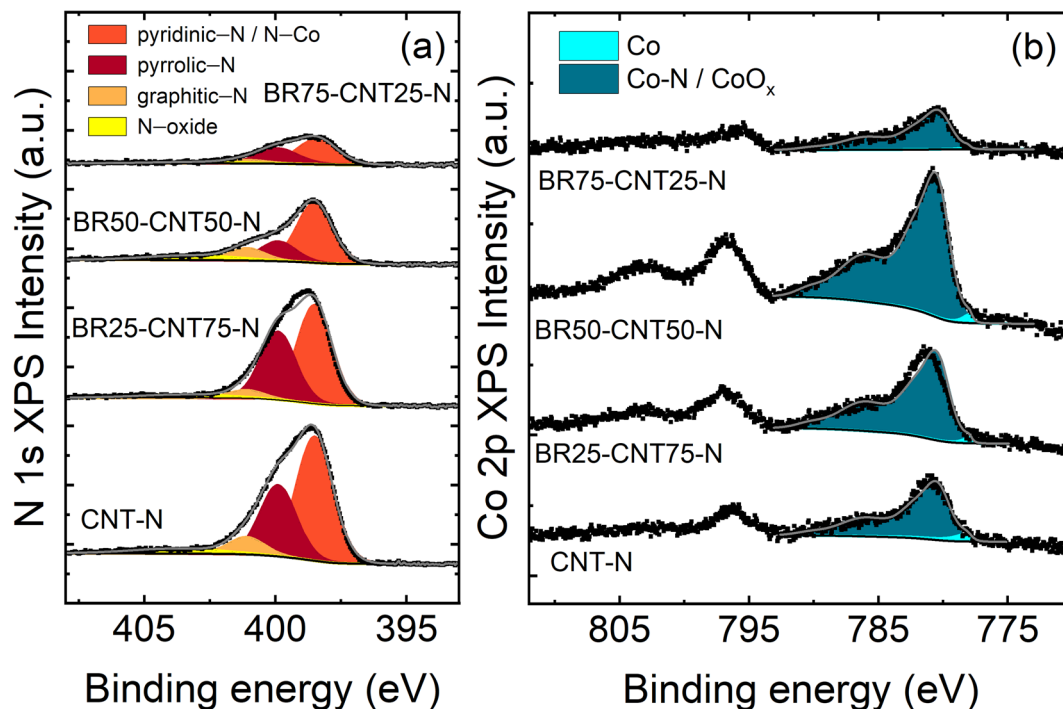 N 1s XPS Intensity (a.u.)
(a)
pyridinic–N / N–Co
pyrrolic–N
graphitic–N
N–oxide
BR75-CNT25-N
BR50-CNT50-N
BR25-CNT75-N
CNT-N
405 400 395
Binding energy (eV)
Co 2p XPS Intensity (a.u.)
(b)
Co
Co-N / CoOₓ
BR75-CNT25-N
BR50-CNT50-N
BR25-CNT75-N
CNT-N
805 795 785 775
Binding energy (eV)